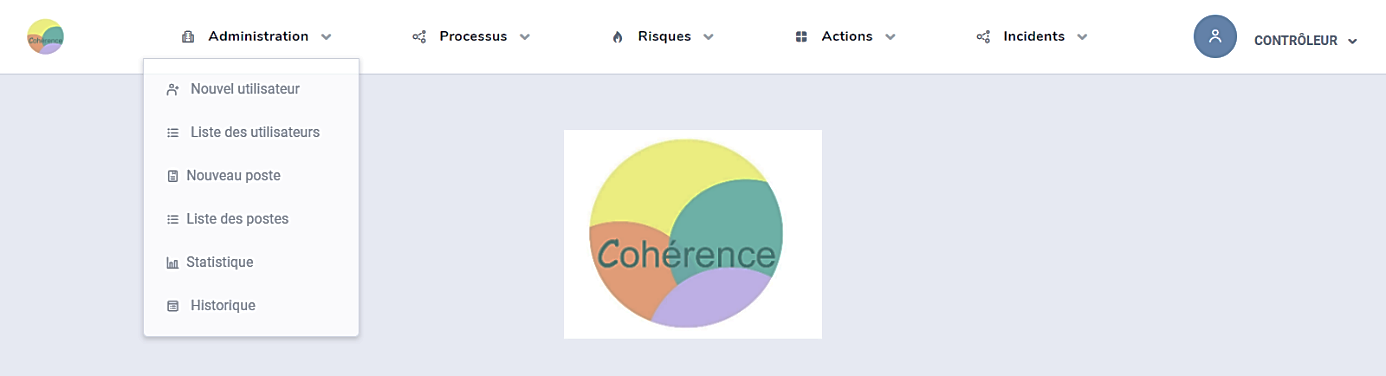 Cohérence
Administration
Processus
Risques
Actions
Incidents
CONTRÔLEUR
Nouvel utilisateur
Liste des utilisateurs
Nouveau poste
Liste des postes
Statistique
Historique
Cohérence